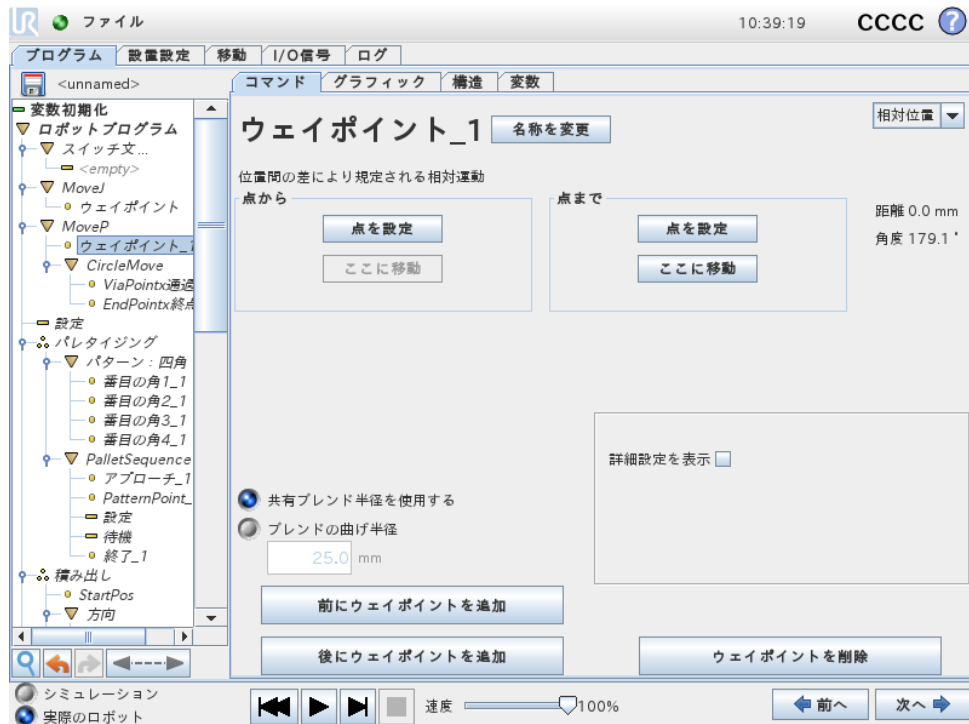 UR ファイル 10:39:19 CCCC ?
プログラム 設置設定 移動 I/O信号 ログ
<unnamed>
コマンド グラフィック 構造 変数
変数初期化
ロボットプログラム
スイッチ文...
<empty>
MoveJ
ウェイポイント
MoveP
ウェイポイント_1
CircleMove
ViaPointx通過
EndPointx終点
設定
パレタイジング
パターン : 四角
番目の角1_1
番目の角2_1
番目の角3_1
番目の角4_1
PalletSequence
アプローチ_1
PatternPoint_
設定
待機
終了_1
積み出し
StartPos
方向
ウェイポイント_1 名称を変更
相対位置
位置間の差により規定される相対運動
点から
点を設定
ここに移動
点まで
点を設定
ここに移動
距離 0.0 mm
角度 179.1 °
詳細設定を表示
共有ブレンド半径を使用する
ブレンドの曲げ半径
25.0 mm
前にウェイポイントを追加
後にウェイポイントを追加
ウェイポイントを削除
シミュレーション
実際のロボット
速度 100%
前へ 次へ